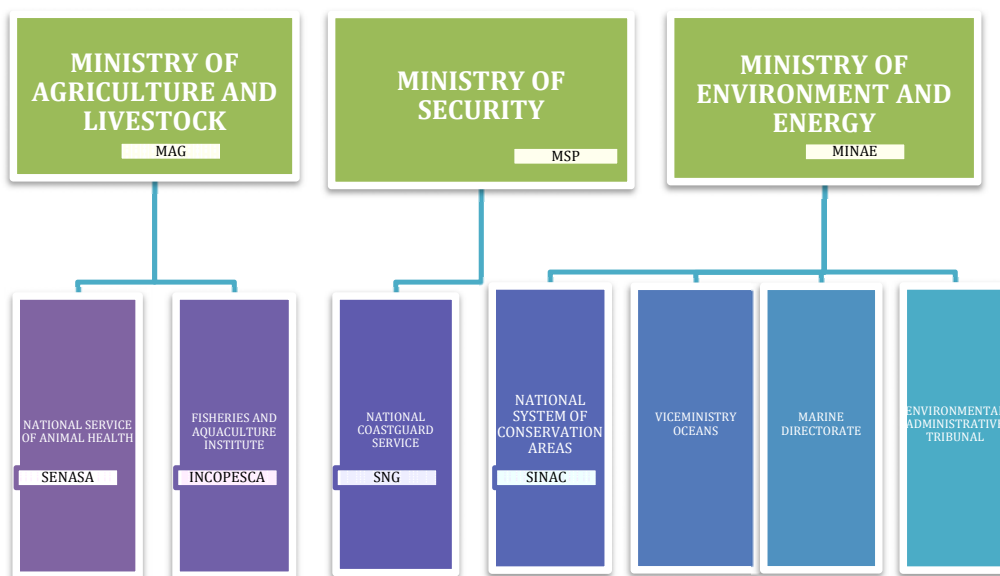 MINISTRY OF
AGRICULTURE AND
LIVESTOCK
MAG
MINISTRY OF
SECURITY
MSP
MINISTRY OF
ENVIRONMENT AND
ENERGY
MINAE
NATIONAL SERVICE
OF ANIMAL HEALTH
SENASA
FISHERIES AND
AQUACULTURE
INSTITUTE
INCOPESCA
NATIONAL
COASTGUARD
SERVICE
SNG
NATIONAL
SYSTEM OF
CONSERVATION
AREAS
SINAC
VICEMINISTRY
OCEANS
MARINE
DIRECTORATE
ENVIRONMENTAL
ADMINISTRATIVE
TRIBUNAL